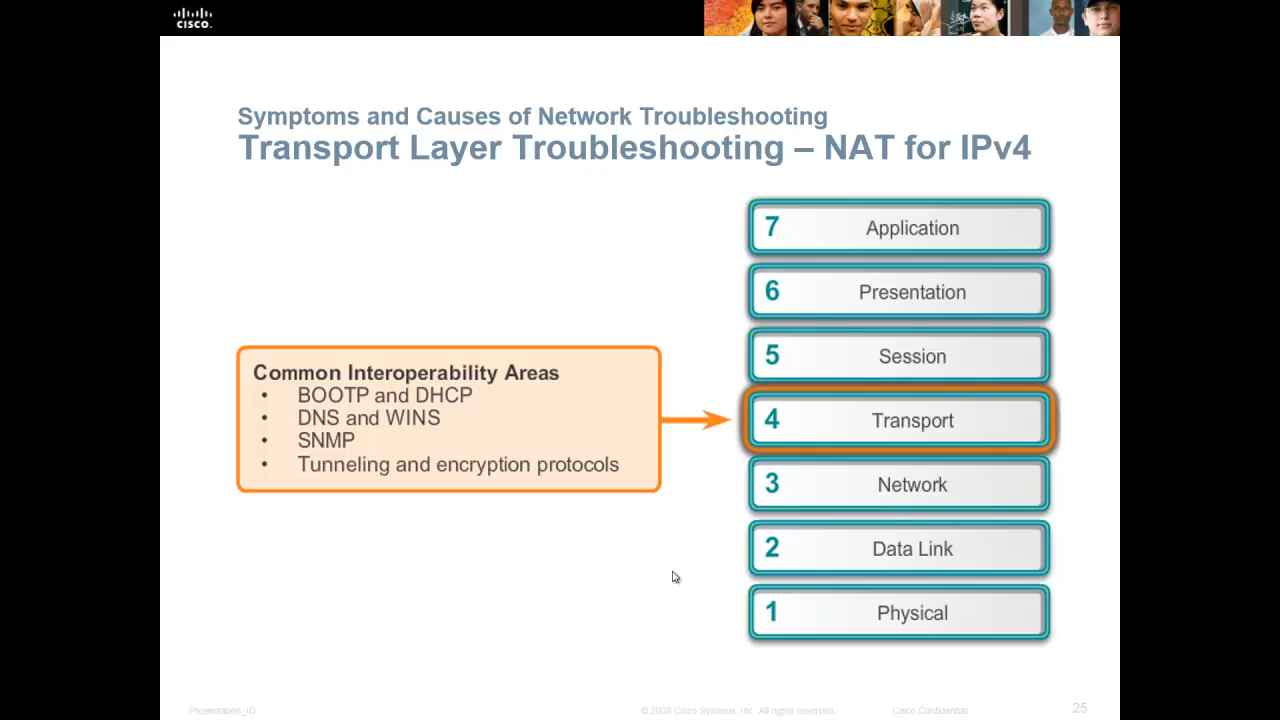 CISCO.
Symptoms and Causes of Network Troubleshooting
Transport Layer Troubleshooting – NAT for IPv4
Common Interoperability Areas
• BOOTP and DHCP
• DNS and WINS
• SNMP
• Tunneling and encryption protocols
7 Application
6 Presentation
5 Session
4 Transport
3 Network
2 Data Link
1 Physical
Presentation_ID
© 2008 Cisco Systems, Inc. All rights reserved.
Cisco Confidential
25